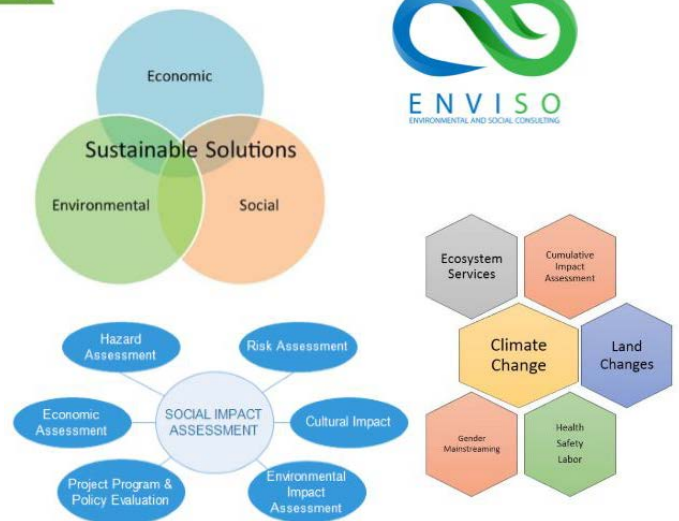 Economic
Sustainable Solutions
Environmental
Social
ENVISO
ENVIRONMENTAL AND SOCIAL CONSULTING
Ecosystem
Services
Cumulative
Impact
Assessment
Climate
Change
Land
Changes
Gender
Mainstreaming
Health
Safety
Labor
Hazard
Assessment
Risk Assessment
Economic
Assessment
SOCIAL IMPACT
ASSESSMENT
Cultural Impact
Project Program &
Policy Evaluation
Environmental
Impact
Assessment